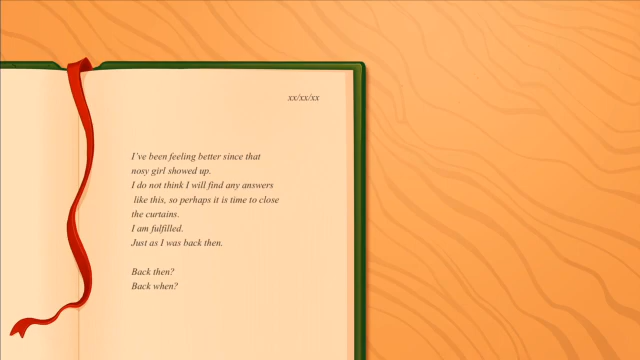 xx/xx/xx
I've been feeling better since that
nosy girl showed up.
I do not think I will find any answers
like this, so perhaps it is time to close
the curtains.
I am fulfilled.
Just as I was back then.
Back then?
Back when?